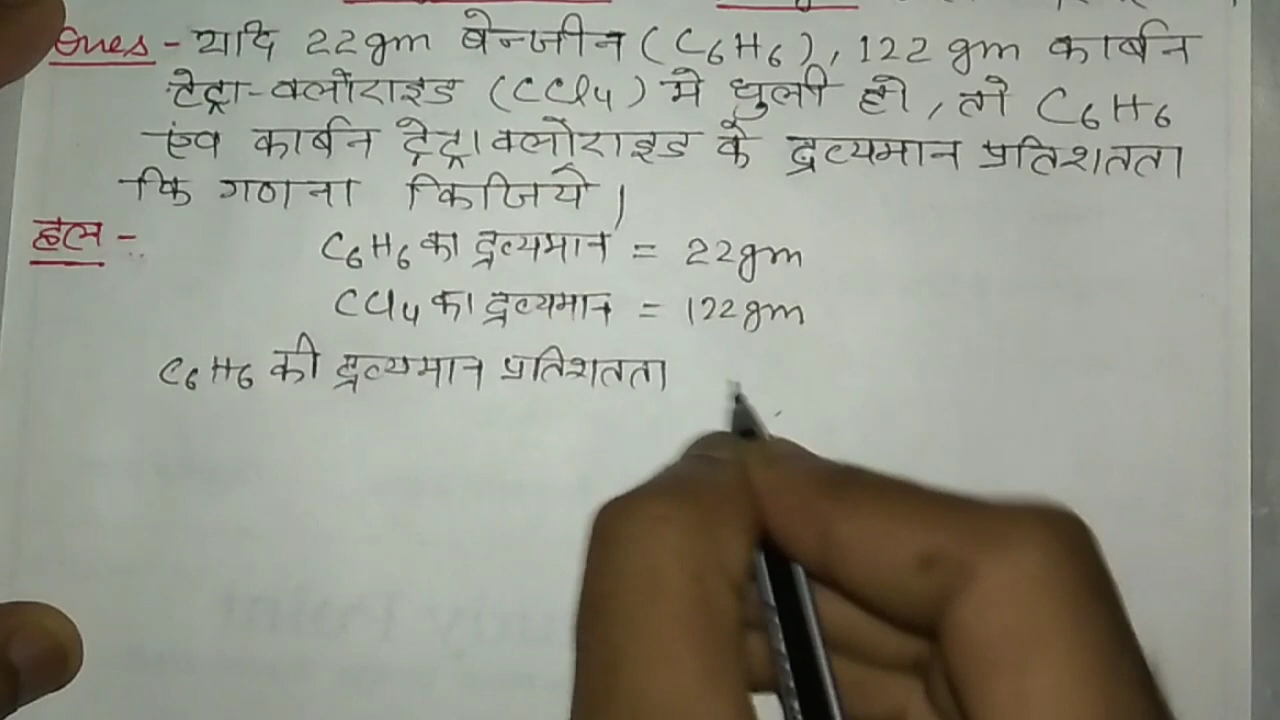 Ques - यदि 22gm बेन्जीन (C6H6), 122 gm कार्बन
टेट्रा-क्लोराइड (CCl4) मे घुली हो, तो C6H6
एंव कार्बन ट्रेट्रा क्लोराइड के द्रव्यमान प्रतिशतता
कि गणना किजिये।
हल -
C6H6 का द्रव्यमान = 22gm
CCl4 का द्रव्यमान = 122gm
C6H6 की द्रव्यमान प्रतिशतता